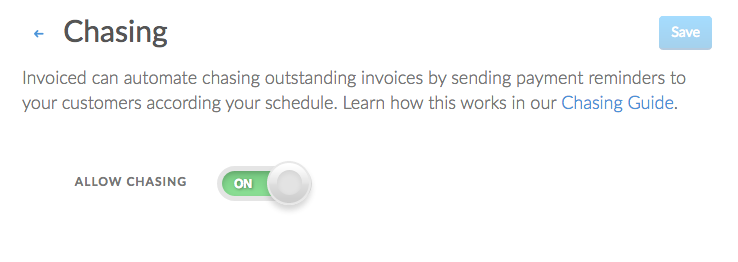 Chasing
Save
Invoiced can automate chasing outstanding invoices by sending payment reminders to
your customers according your schedule. Learn how this works in our Chasing Guide.
ALLOW CHASING
ON